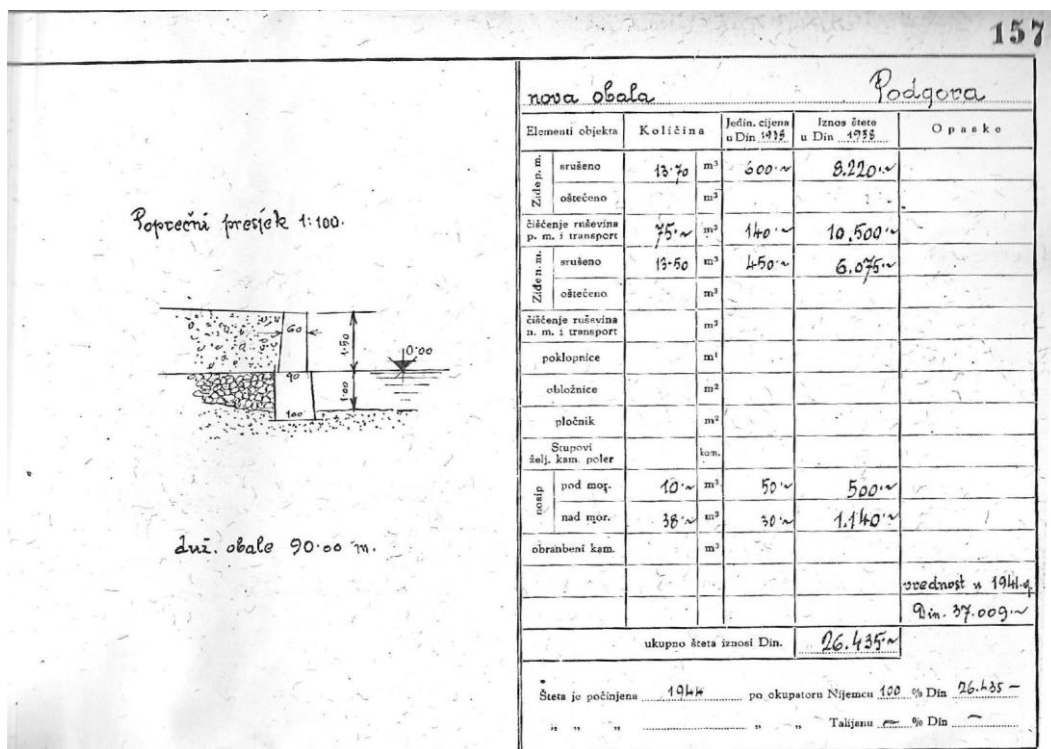 157
Poprečni presjek 1:100.
60
1·50
0·00
90
1·00
100
duž. obale 90·00 m.
nova obala Podgora
Elementi objekta Količina Jedin. cijena u Din 1938 Iznos štete u Din 1938 Opaske
Ziđe p. m.
srušeno 13·70 m³ 600·~ 8.220·~
oštećeno m³
čišćenje ruševina p. m. i transport 75·~ m³ 140·~ 10.500·~
Ziđe n. m.
srušeno 13·50 m³ 450·~ 6.075·~
oštećeno m³
čišćenje ruševina n. m. i transport m³
poklopnice m¹
obložnice m²
pločnik m²
Stupovi želj. kam. poler kom.
nosip
pod mor. 10·~ m³ 50·~ 500·~
nad mor. 38·~ m³ 30·~ 1.140·~
obranbeni kam. m³
vrednost u 1941.g.
Din. 37.009·~
ukupno šteta iznosi Din. 26.435·~
Šteta je počinjena 1944 po okupatoru Nijemcu 100 % Din 26.435 —
„ „ „ „ „ Talijanu — % Din —